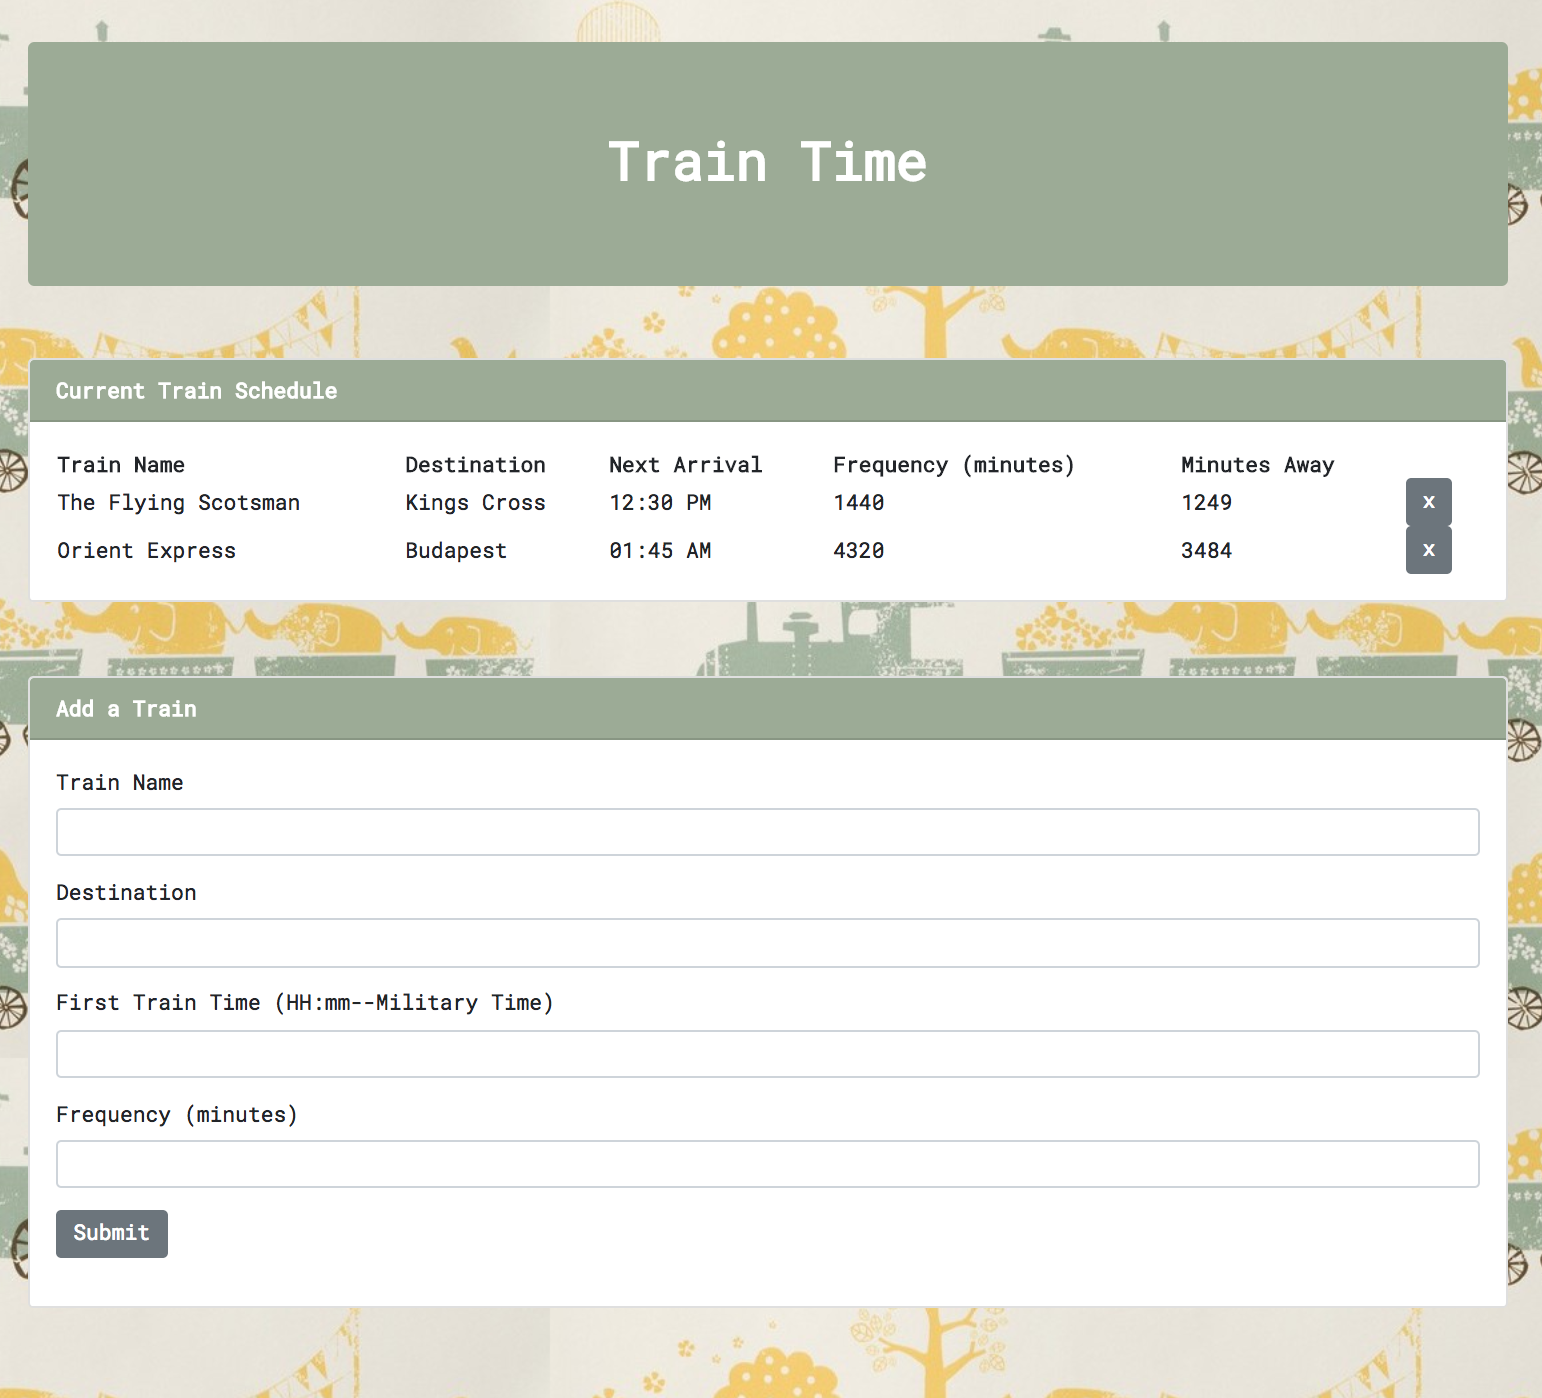 Train Time
Current Train Schedule
Train Name Destination Next Arrival Frequency (minutes) Minutes Away
The Flying Scotsman Kings Cross 12:30 PM 1440 1249 x
Orient Express Budapest 01:45 AM 4320 3484 x
Add a Train
Train Name
Destination
First Train Time (HH:mm--Military Time)
Frequency (minutes)
Submit